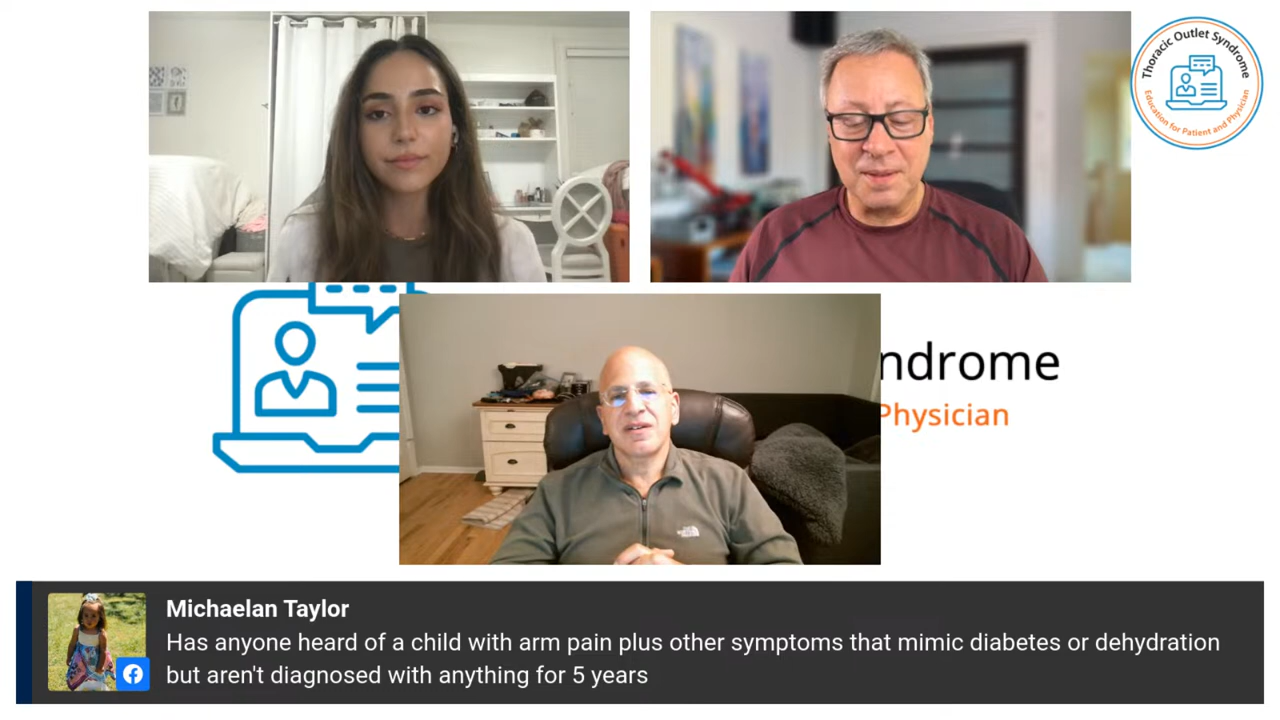 Thoracic Outlet Syndrome
Education for Patient and Physician
ndrome
Physician
Michaelan Taylor
Has anyone heard of a child with arm pain plus other symptoms that mimic diabetes or dehydration
but aren't diagnosed with anything for 5 years